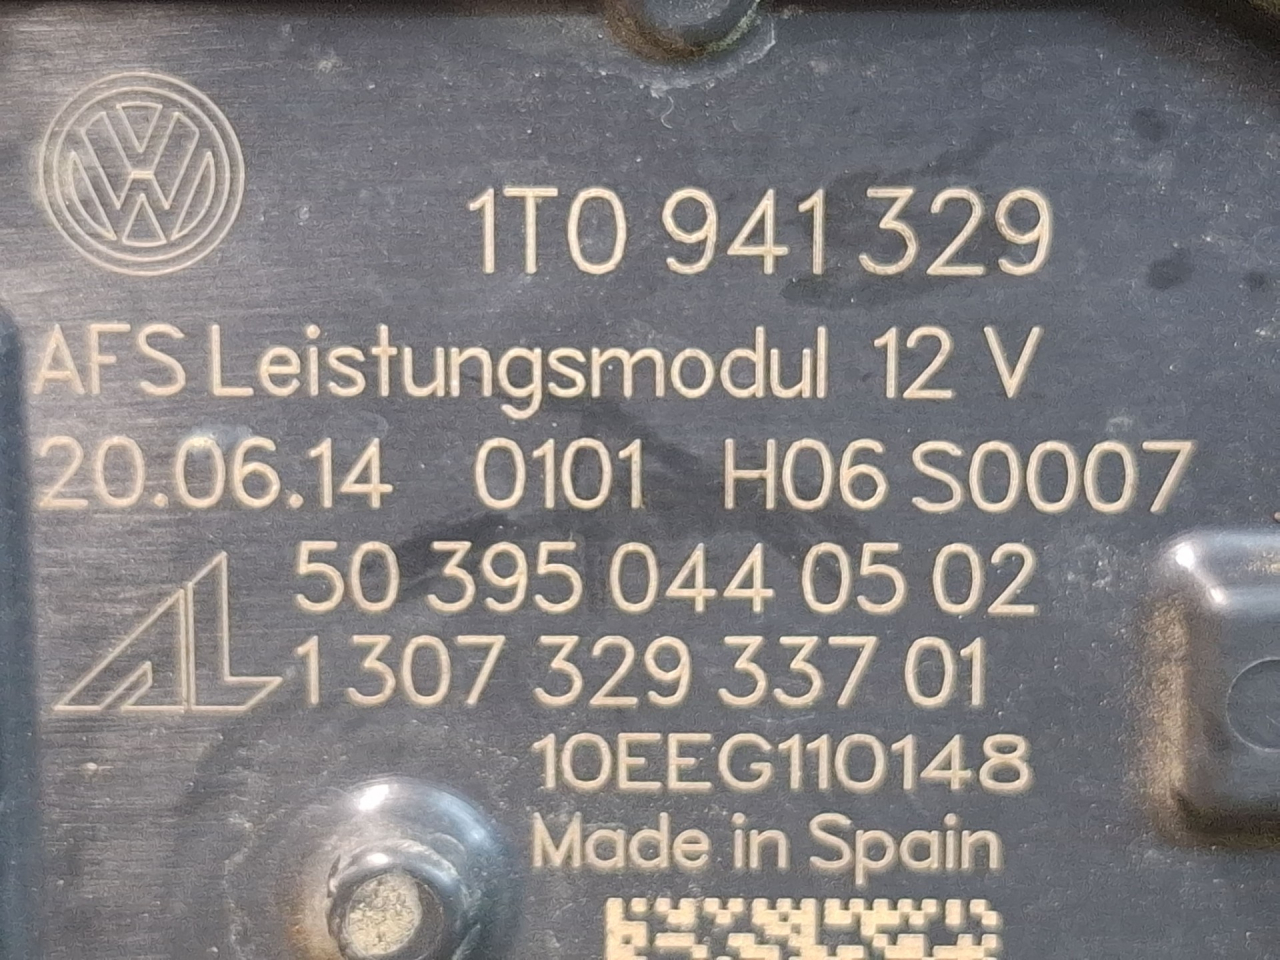 1T0 941 329
AFS Leistungsmodul 12 V
20.06.14 0101 H06 S0007
50 395 044 05 02
AL 1 307 329 337 01
10EEG110148
Made in Spain